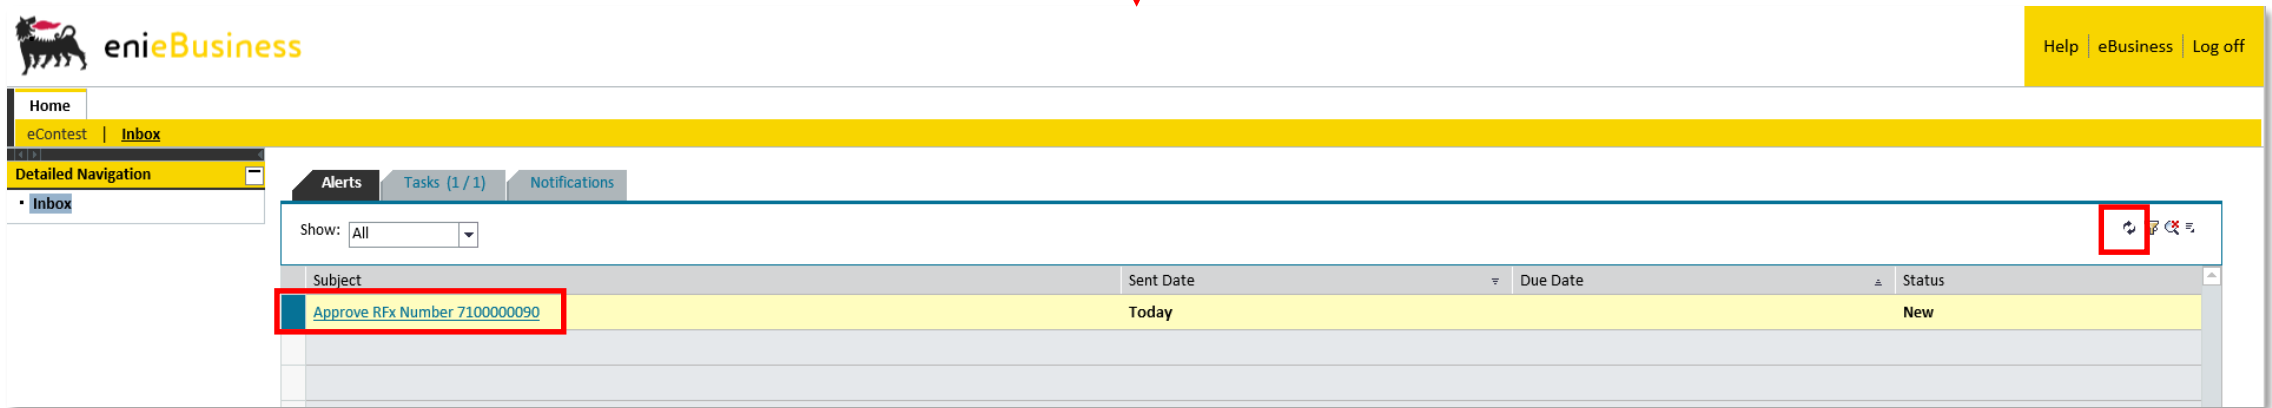 enieBusiness
Help eBusiness Log off
Home
eContest Inbox
Detailed Navigation
Inbox
Alerts Tasks (1 / 1) Notifications
Show: All
Subject Sent Date Due Date Status
Approve RFx Number 7100000090 Today New